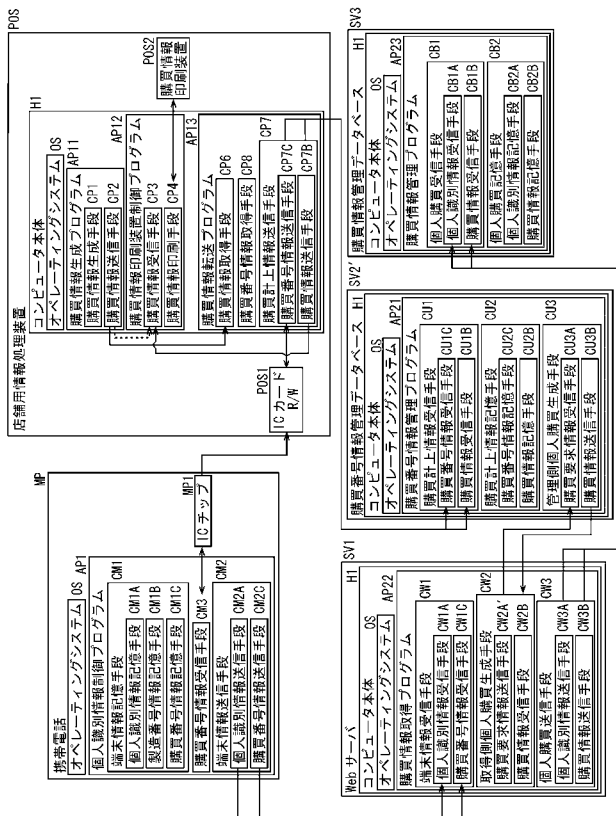 携帯電話
MP
オペレーティングシステム OS
AP1
個人識別情報制御プログラム
端末情報記憶手段 CM1
個人識別情報記憶手段 CM1A
製造番号情報記憶手段 CM1B
購買番号情報記憶手段 CM1C
購買番号情報受信手段 CM3
端末情報送信手段 CM2
個人識別情報送信手段 CM2A
購買番号情報送信手段 CM2C
MP1
ICチップ
店舗用情報処理装置
POS
POS1
ICカード
R/W
H1
コンピュータ本体
オペレーティングシステム OS
AP11
購買情報生成プログラム
購買情報生成手段 CP1
購買情報送信手段 CP2
AP12
購買情報印刷装置制御プログラム
購買情報受信手段 CP3
購買情報印刷手段 CP4
AP13
購買情報転送プログラム
購買情報取得手段 CP6
購買番号情報取得手段 CP8
購買計上情報送信手段 CP7
購買番号情報送信手段 CP7C
購買情報送信手段 CP7B
POS2
購買情報
印刷装置
Webサーバ
SV1
H1
コンピュータ本体
オペレーティングシステム OS
AP22
購買情報取得プログラム
端末情報受信手段 CW1
個人識別情報受信手段 CW1A
購買番号情報受信手段 CW1C
取得側個人購買生成手段 CW2
購買要求情報送信手段 CW2A'
購買情報受信手段 CW2B
個人購買送信手段 CW3
個人識別情報送信手段 CW3A
購買情報送信手段 CW3B
購買番号情報管理データベース
SV2'
H1
コンピュータ本体
オペレーティングシステム OS
AP21
購買番号情報管理プログラム
購買計上情報受信手段 CU1
購買番号情報受信手段 CU1C
購買情報受信手段 CU1B
購買計上情報記憶手段 CU2
購買番号情報記憶手段 CU2C
購買情報記憶手段 CU2B
管理側個人購買生成手段 CU3
購買要求情報受信手段 CU3A
購買情報送信手段 CU3B
購買情報管理データベース
SV3
H1
コンピュータ本体
オペレーティングシステム OS
AP23
購買情報管理プログラム
個人購買受信手段 CB1
個人識別情報受信手段 CB1A
購買情報受信手段 CB1B
個人購買記憶手段 CB2
個人識別情報記憶手段 CB2A
購買情報記憶手段 CB2B